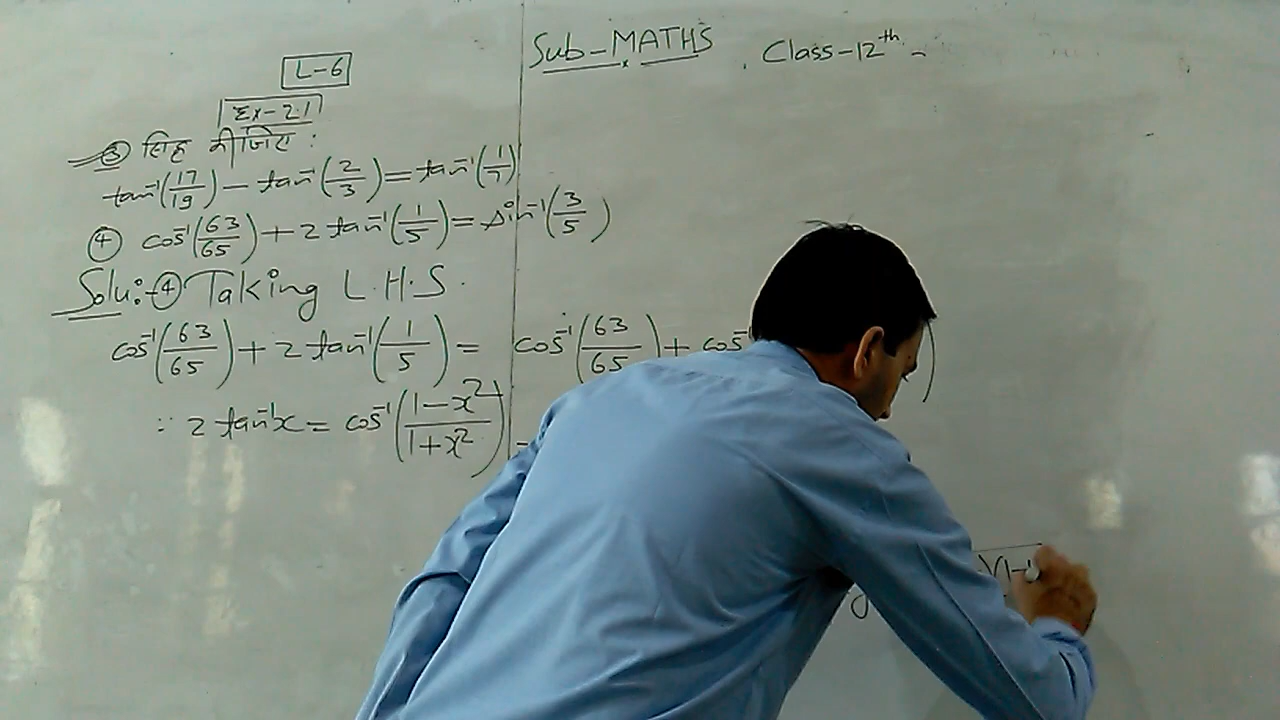 Sub-MATHS, Class-12th -
L-6
Ex-2.1
③ सिद्ध कीजिए:
tan⁻¹(17/19) - tan⁻¹(2/3) = tan⁻¹(1/7)
④ cos⁻¹(63/65) + 2 tan⁻¹(1/5) = sin⁻¹(3/5)
Solu:-④ Taking L.H.S.
cos⁻¹(63/65) + 2 tan⁻¹(1/5) = cos⁻¹(63/65) + cos⁻¹
∵ 2 tan⁻¹x = cos⁻¹((1-x²)/(1+x²))